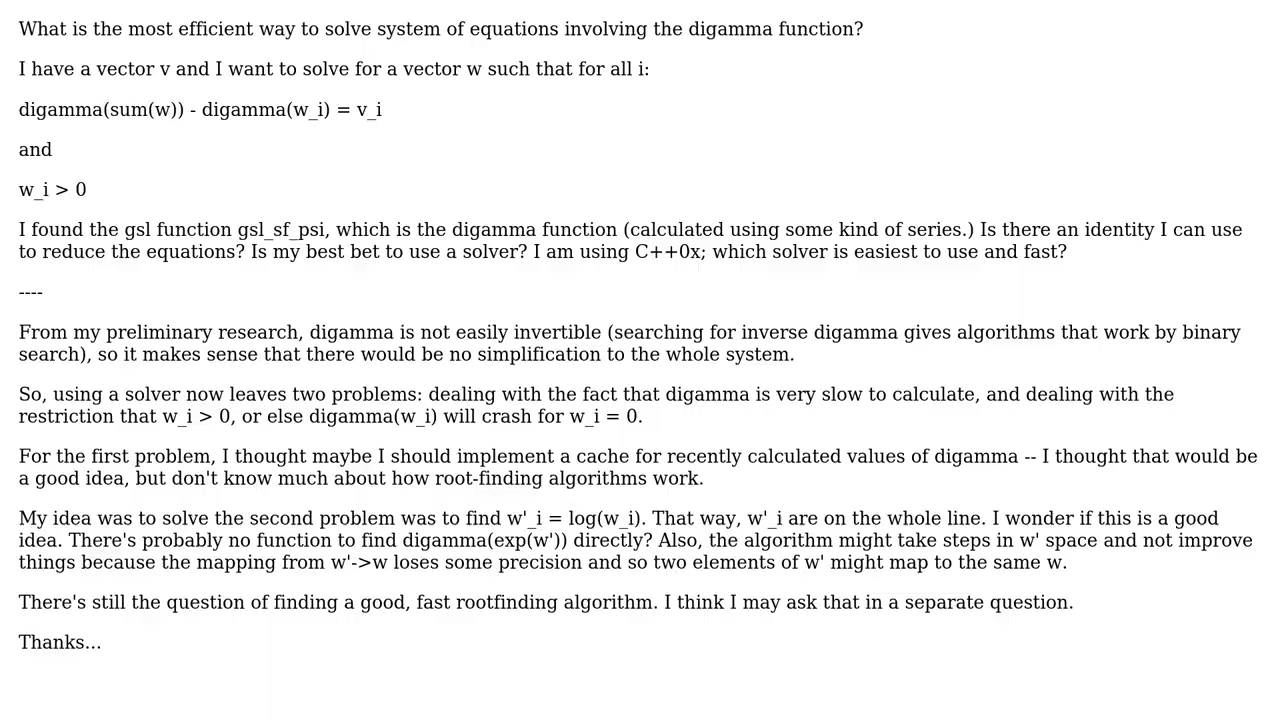 What is the most efficient way to solve system of equations involving the digamma function?
I have a vector v and I want to solve for a vector w such that for all i:
digamma(sum(w)) - digamma(w_i) = v_i
and
w_i > 0
I found the gsl function gsl_sf_psi, which is the digamma function (calculated using some kind of series.) Is there an identity I can use
to reduce the equations? Is my best bet to use a solver? I am using C++0x; which solver is easiest to use and fast?
----
From my preliminary research, digamma is not easily invertible (searching for inverse digamma gives algorithms that work by binary
search), so it makes sense that there would be no simplification to the whole system.
So, using a solver now leaves two problems: dealing with the fact that digamma is very slow to calculate, and dealing with the
restriction that w_i > 0, or else digamma(w_i) will crash for w_i = 0.
For the first problem, I thought maybe I should implement a cache for recently calculated values of digamma -- I thought that would be
a good idea, but don't know much about how root-finding algorithms work.
My idea was to solve the second problem was to find w'_i = log(w_i). That way, w'_i are on the whole line. I wonder if this is a good
idea. There's probably no function to find digamma(exp(w')) directly? Also, the algorithm might take steps in w' space and not improve
things because the mapping from w'->w loses some precision and so two elements of w' might map to the same w.
There's still the question of finding a good, fast rootfinding algorithm. I think I may ask that in a separate question.
Thanks...